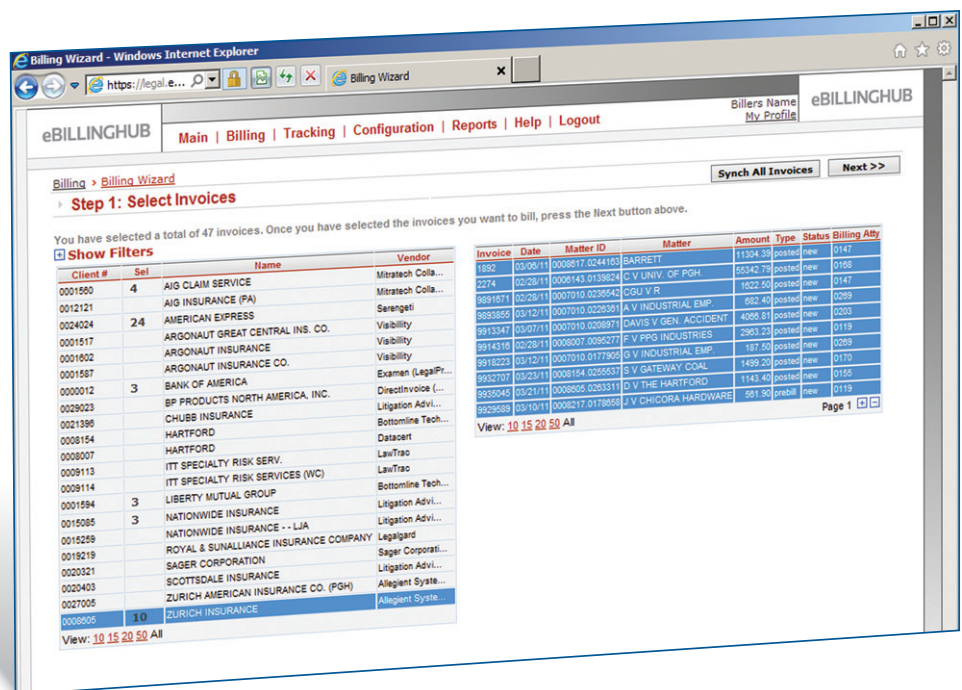 Billing Wizard - Windows Internet Explorer
https://legal.e... Billing Wizard
eBILLINGHUB
Main | Billing | Tracking | Configuration | Reports | Help | Logout
Billers Name
My Profile
eBILLINGHUB
Billing > Billing Wizard
Synch All Invoices Next >>
Step 1: Select Invoices
You have selected a total of 47 invoices. Once you have selected the invoices you want to bill, press the Next button above.
Show Filters
Client # Sel Name Vendor
0001560 4 AIG CLAIM SERVICE Mitratech Colla...
0012121 AIG INSURANCE (PA) Mitratech Colla...
0024024 24 AMERICAN EXPRESS Serengeti
0001517 ARGONAUT GREAT CENTRAL INS. CO. Visibility
0001602 ARGONAUT INSURANCE Visibility
0001587 ARGONAUT INSURANCE CO. Visibility
0000012 3 BANK OF AMERICA Examen (LegalPr...
0029023 BP PRODUCTS NORTH AMERICA, INC. DirectInvoice (...
0021396 CHUBB INSURANCE Litigation Advi...
0008154 HARTFORD Bottomline Tech...
0008007 HARTFORD Datacert
0009113 ITT SPECIALTY RISK SERV. LawTrac
0009114 ITT SPECIALTY RISK SERVICES (WC) LawTrac
0001594 3 LIBERTY MUTUAL GROUP Bottomline Tech...
0015085 3 NATIONWIDE INSURANCE Litigation Advi...
0015259 NATIONWIDE INSURANCE - - LJA Litigation Advi...
0019219 ROYAL & SUNALLIANCE INSURANCE COMPANY Legalgard
0020321 SAGER CORPORATION Sager Corporati...
0020403 SCOTTSDALE INSURANCE Litigation Advi...
0027005 ZURICH AMERICAN INSURANCE CO. (PGH) Allegient Syste...
0008605 10 ZURICH INSURANCE Allegient Syste...
View: 10 15 20 50 All
Invoice Date Matter ID Matter Amount Type Status Billing Atty
1892 03/06/11 0008617.0244163 BARRETT 11304.39 posted new 0147
2274 02/28/11 0006143.0139824 C V UNIV. OF PGH. 55342.79 posted new 0168
9891671 02/28/11 0007010.0236542 CGU V R 1622.50 posted new 0147
9893855 03/12/11 0007010.0226361 A V INDUSTRIAL EMP. 682.40 posted new 0269
9913347 03/07/11 0007010.0208971 DAVIS V GEN. ACCIDENT 4066.81 posted new 0203
9914316 02/28/11 0008007.0095277 F V PPG INDUSTRIES 2963.23 posted new 0119
9918223 03/12/11 0007010.0177905 G V INDUSTRIAL EMP. 187.50 posted new 0269
9932707 03/23/11 0008154.0265537 S V GATEWAY COAL 1499.20 posted new 0170
9935045 03/21/11 0008605.0263311 D V THE HARTFORD 1143.40 posted new 0155
9929589 03/10/11 0008217.0178658 J V CHICORA HARDWARE 561.90 prebill new 0119
View: 10 15 20 50 All Page 1